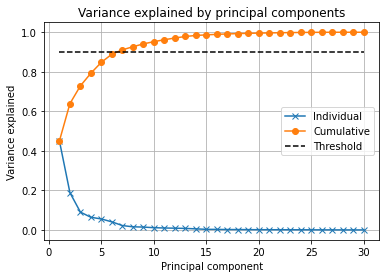 Variance explained by principal components
Variance explained
1.0
0.8
0.6
0.4
0.2
0.0
Individual
Cumulative
Threshold
0 5 10 15 20 25 30
Principal component